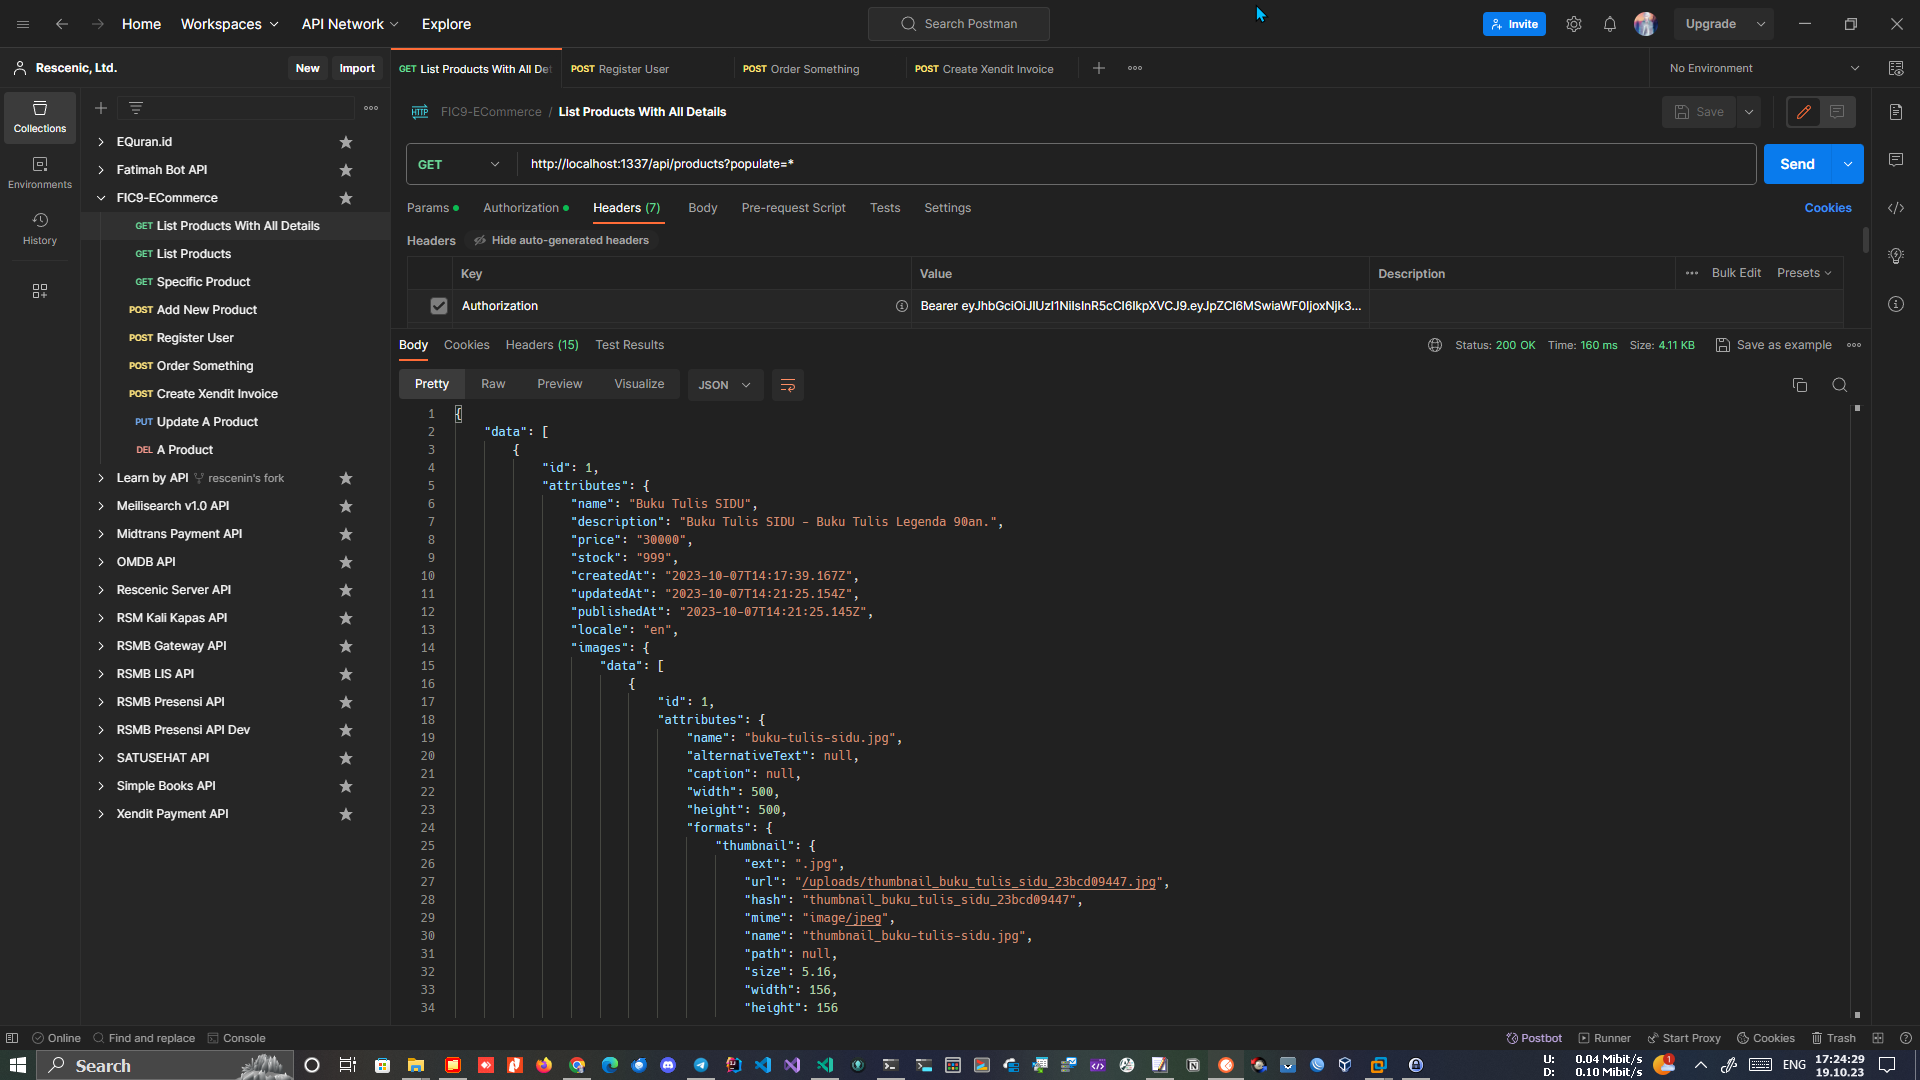 Home Workspaces API Network Explore Search Postman Invite Upgrade
Rescenic, Ltd. New Import
GET List Products With All De POST Register User POST Order Something POST Create Xendit Invoice No Environment
Collections
Environments
History
EQuran.id
Fatimah Bot API
FIC9-ECommerce
GET List Products With All Details
GET List Products
GET Specific Product
POST Add New Product
POST Register User
POST Order Something
POST Create Xendit Invoice
PUT Update A Product
DEL A Product
Learn by API rescenin's fork
Meilisearch v1.0 API
Midtrans Payment API
OMDB API
Rescenic Server API
RSM Kali Kapas API
RSMB Gateway API
RSMB LIS API
RSMB Presensi API
RSMB Presensi API Dev
SATUSEHAT API
Simple Books API
Xendit Payment API
HTTP FIC9-ECommerce / List Products With All Details Save
GET http://localhost:1337/api/products?populate=* Send
Params Authorization Headers (7) Body Pre-request Script Tests Settings Cookies
Headers Hide auto-generated headers
Key Value Description Bulk Edit Presets
Authorization Bearer eyJhbGciOiJIUzI1NiIsInR5cCI6IkpXVCJ9.eyJpZCI6MSwiaWF0IjoxNjk3...
Body Cookies Headers (15) Test Results Status: 200 OK Time: 160 ms Size: 4.11 KB Save as example
Pretty Raw Preview Visualize JSON
1 {
2 "data": [
3 {
4 "id": 1,
5 "attributes": {
6 "name": "Buku Tulis SIDU",
7 "description": "Buku Tulis SIDU - Buku Tulis Legenda 90an.",
8 "price": "30000",
9 "stock": "999",
10 "createdAt": "2023-10-07T14:17:39.167Z",
11 "updatedAt": "2023-10-07T14:21:25.154Z",
12 "publishedAt": "2023-10-07T14:21:25.145Z",
13 "locale": "en",
14 "images": {
15 "data": [
16 {
17 "id": 1,
18 "attributes": {
19 "name": "buku-tulis-sidu.jpg",
20 "alternativeText": null,
21 "caption": null,
22 "width": 500,
23 "height": 500,
24 "formats": {
25 "thumbnail": {
26 "ext": ".jpg",
27 "url": "/uploads/thumbnail_buku_tulis_sidu_23bcd09447.jpg",
28 "hash": "thumbnail_buku_tulis_sidu_23bcd09447",
29 "mime": "image/jpeg",
30 "name": "thumbnail_buku-tulis-sidu.jpg",
31 "path": null,
32 "size": 5.16,
33 "width": 156,
34 "height": 156
Online Find and replace Console Postbot Runner Start Proxy Cookies Trash
Search U: 0.04 Mibit/s 1 ENG 17:24:29
D: 0.10 Mibit/s 19.10.23